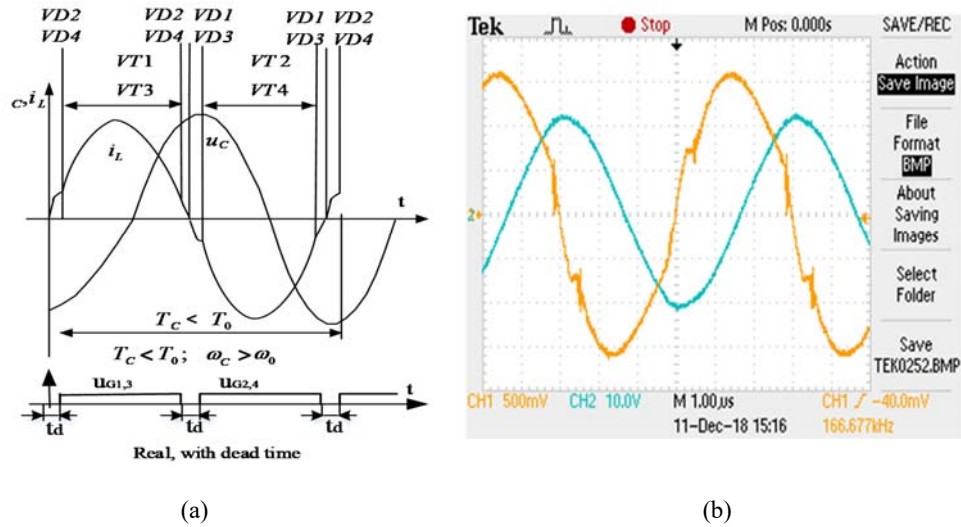 VD2 VD2 VD1 VD1 VD2
VD4 VD4 VD3 VD3 VD4
VT1 VT2
VT3 VT4
C,iL
iL
uC
t
TC < T0
TC < T0; ωC > ω0
uG1,3 uG2,4 t
td td td
Real, with dead time
(a)
Tek Stop M Pos: 0.000s SAVE/REC
Action
Save Image
File
Format
BMP
About
Saving
Images
Select
Folder
Save
TEK0252.BMP
2
CH1 500mV CH2 10.0V M 1.00µs CH1 -40.0mV
11-Dec-18 15:16 166.677kHz
(b)